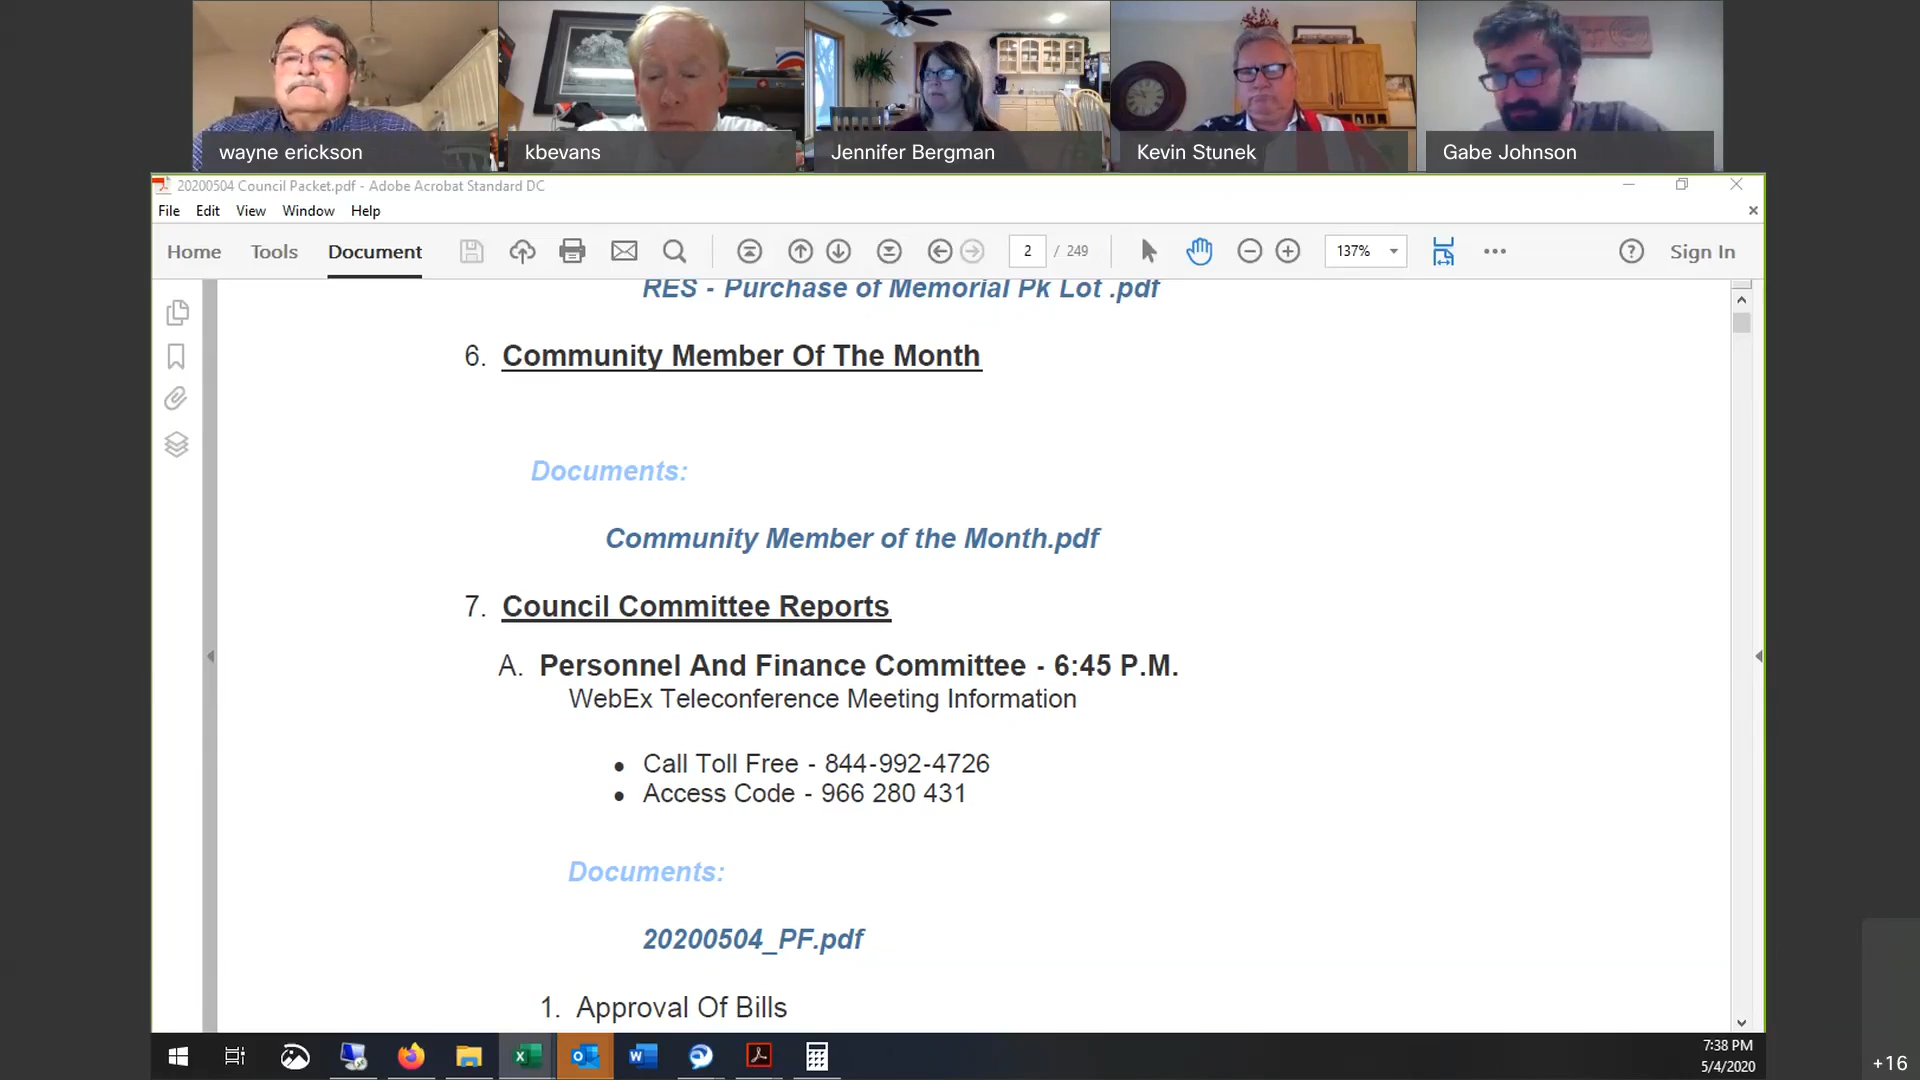 wayne erickson
kbevans
Jennifer Bergman
Kevin Stunek
Gabe Johnson
20200504 Council Packet.pdf - Adobe Acrobat Standard DC
File Edit View Window Help
Home Tools Document 2 / 249 137% Sign In
RES - Purchase of Memorial Pk Lot .pdf
6. Community Member Of The Month
Documents:
Community Member of the Month.pdf
7. Council Committee Reports
A. Personnel And Finance Committee - 6:45 P.M.
WebEx Teleconference Meeting Information
• Call Toll Free - 844-992-4726
• Access Code - 966 280 431
Documents:
20200504_PF.pdf
1. Approval Of Bills
7:38 PM
5/4/2020
+16